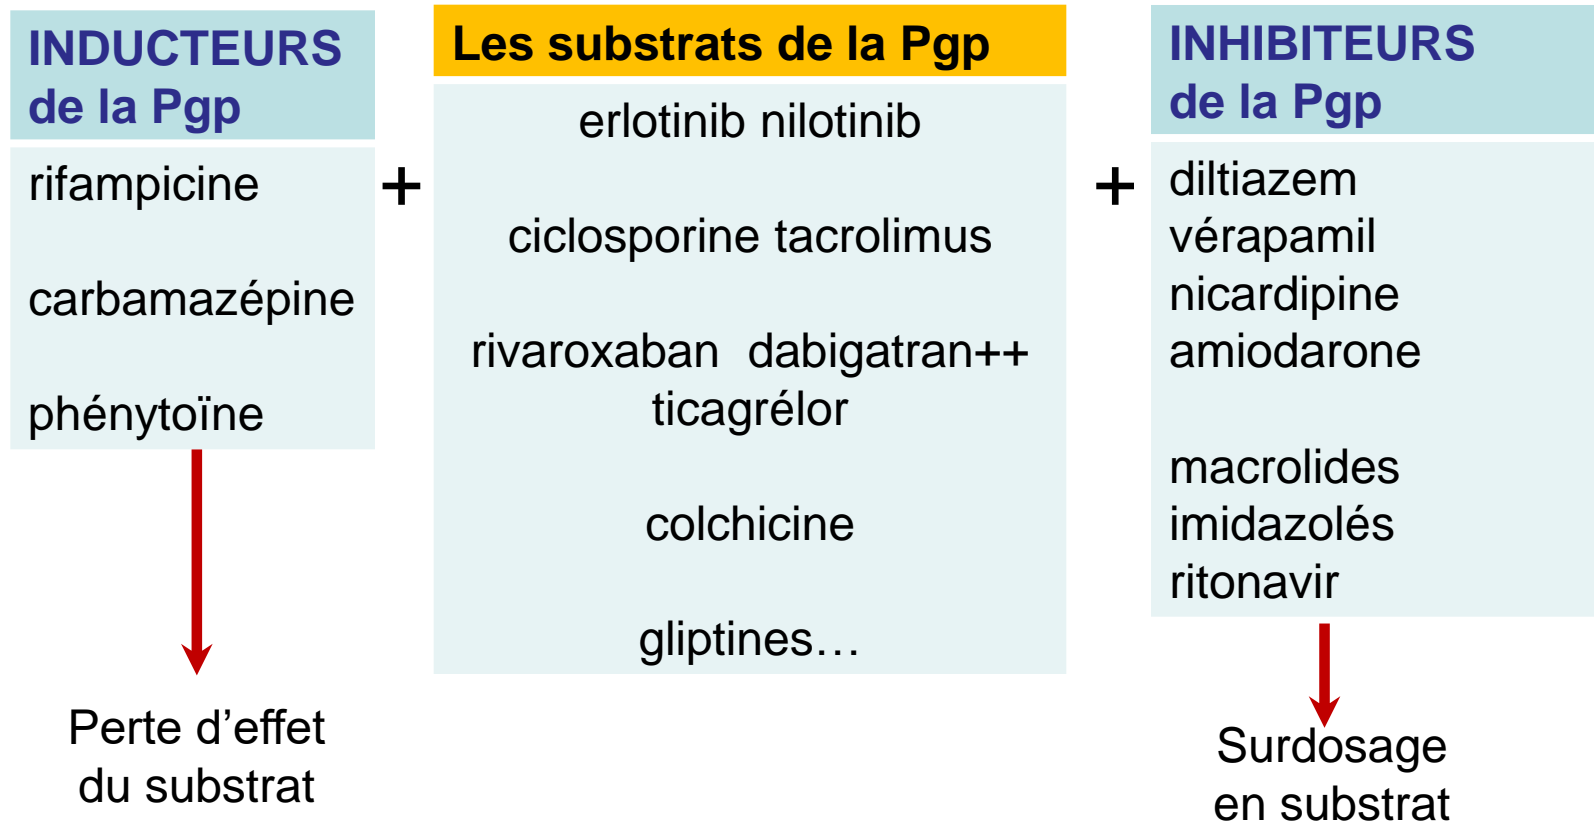 INDUCTEURS
de la Pgp
rifampicine
carbamazépine
phénytoïne
Perte d’effet
du substrat
+
Les substrats de la Pgp
erlotinib nilotinib
ciclosporine tacrolimus
rivaroxaban dabigatran++
ticagrélor
colchicine
gliptines…
+
INHIBITEURS
de la Pgp
diltiazem
vérapamil
nicardipine
amiodarone
macrolides
imidazolés
ritonavir
Surdosage
en substrat